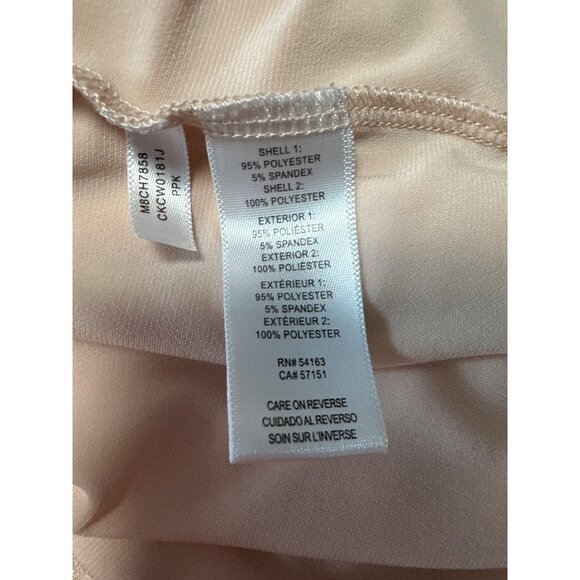 M8CH7858
CKCW0181J
PPK
SHELL 1:
95% POLYESTER
5% SPANDEX
SHELL 2:
100% POLYESTER
EXTERIOR 1:
95% POLYESTER
5% SPANDEX
EXTERIOR 2:
100% POLIÉSTER
EXTÉRIEUR 1:
95% POLYESTER
5% SPANDEX
EXTÉRIEUR 2:
100% POLYESTER
RN# 54163
CA# 57151
CARE ON REVERSE
CUIDADO AL REVERSO
SOIN SUR L'INVERSE